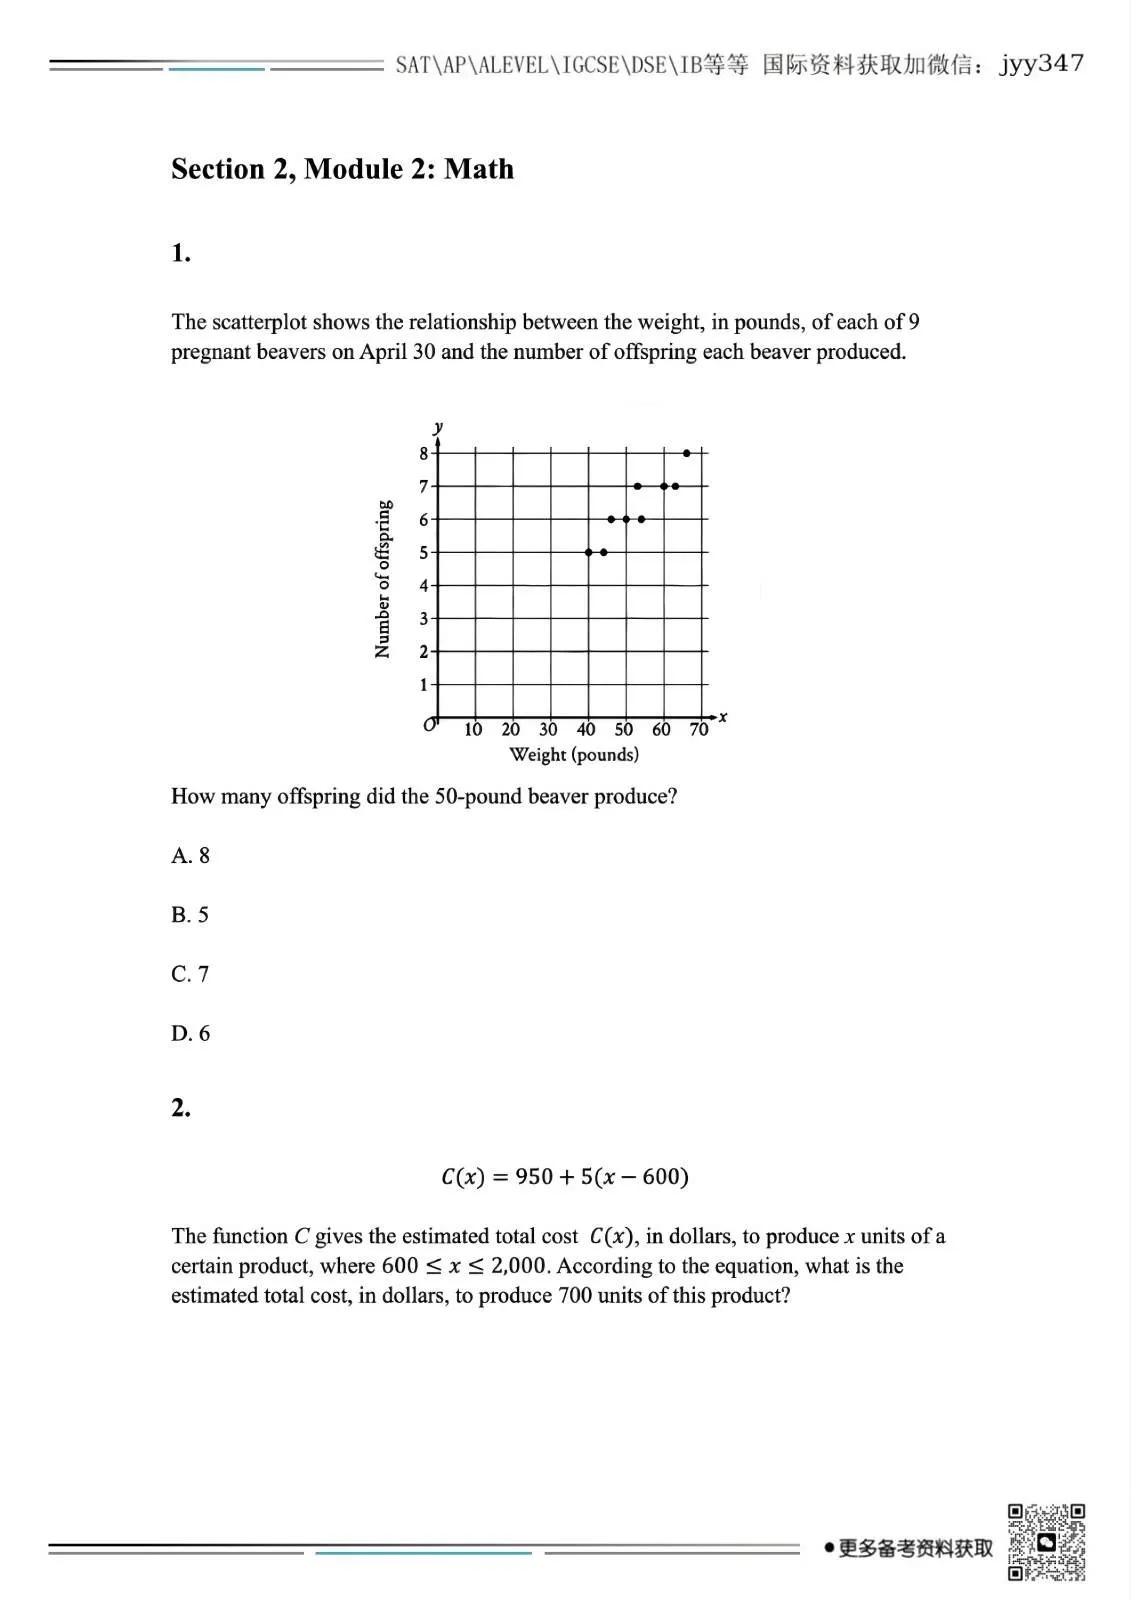 SAT\AP\ALEVEL\IGCSE\DSE\IB等等 国际资料获取加微信: jyy347
Section 2, Module 2: Math
1.
The scatterplot shows the relationship between the weight, in pounds, of each of 9
pregnant beavers on April 30 and the number of offspring each beaver produced.
y
8
7
6
5
4
3
2
1
Number of offspring
O 10 20 30 40 50 60 70 x
Weight (pounds)
How many offspring did the 50-pound beaver produce?
A. 8
B. 5
C. 7
D. 6
2.
C(x) = 950 + 5(x − 600)
The function C gives the estimated total cost C(x), in dollars, to produce x units of a
certain product, where 600 ≤ x ≤ 2,000. According to the equation, what is the
estimated total cost, in dollars, to produce 700 units of this product?
●更多备考资料获取